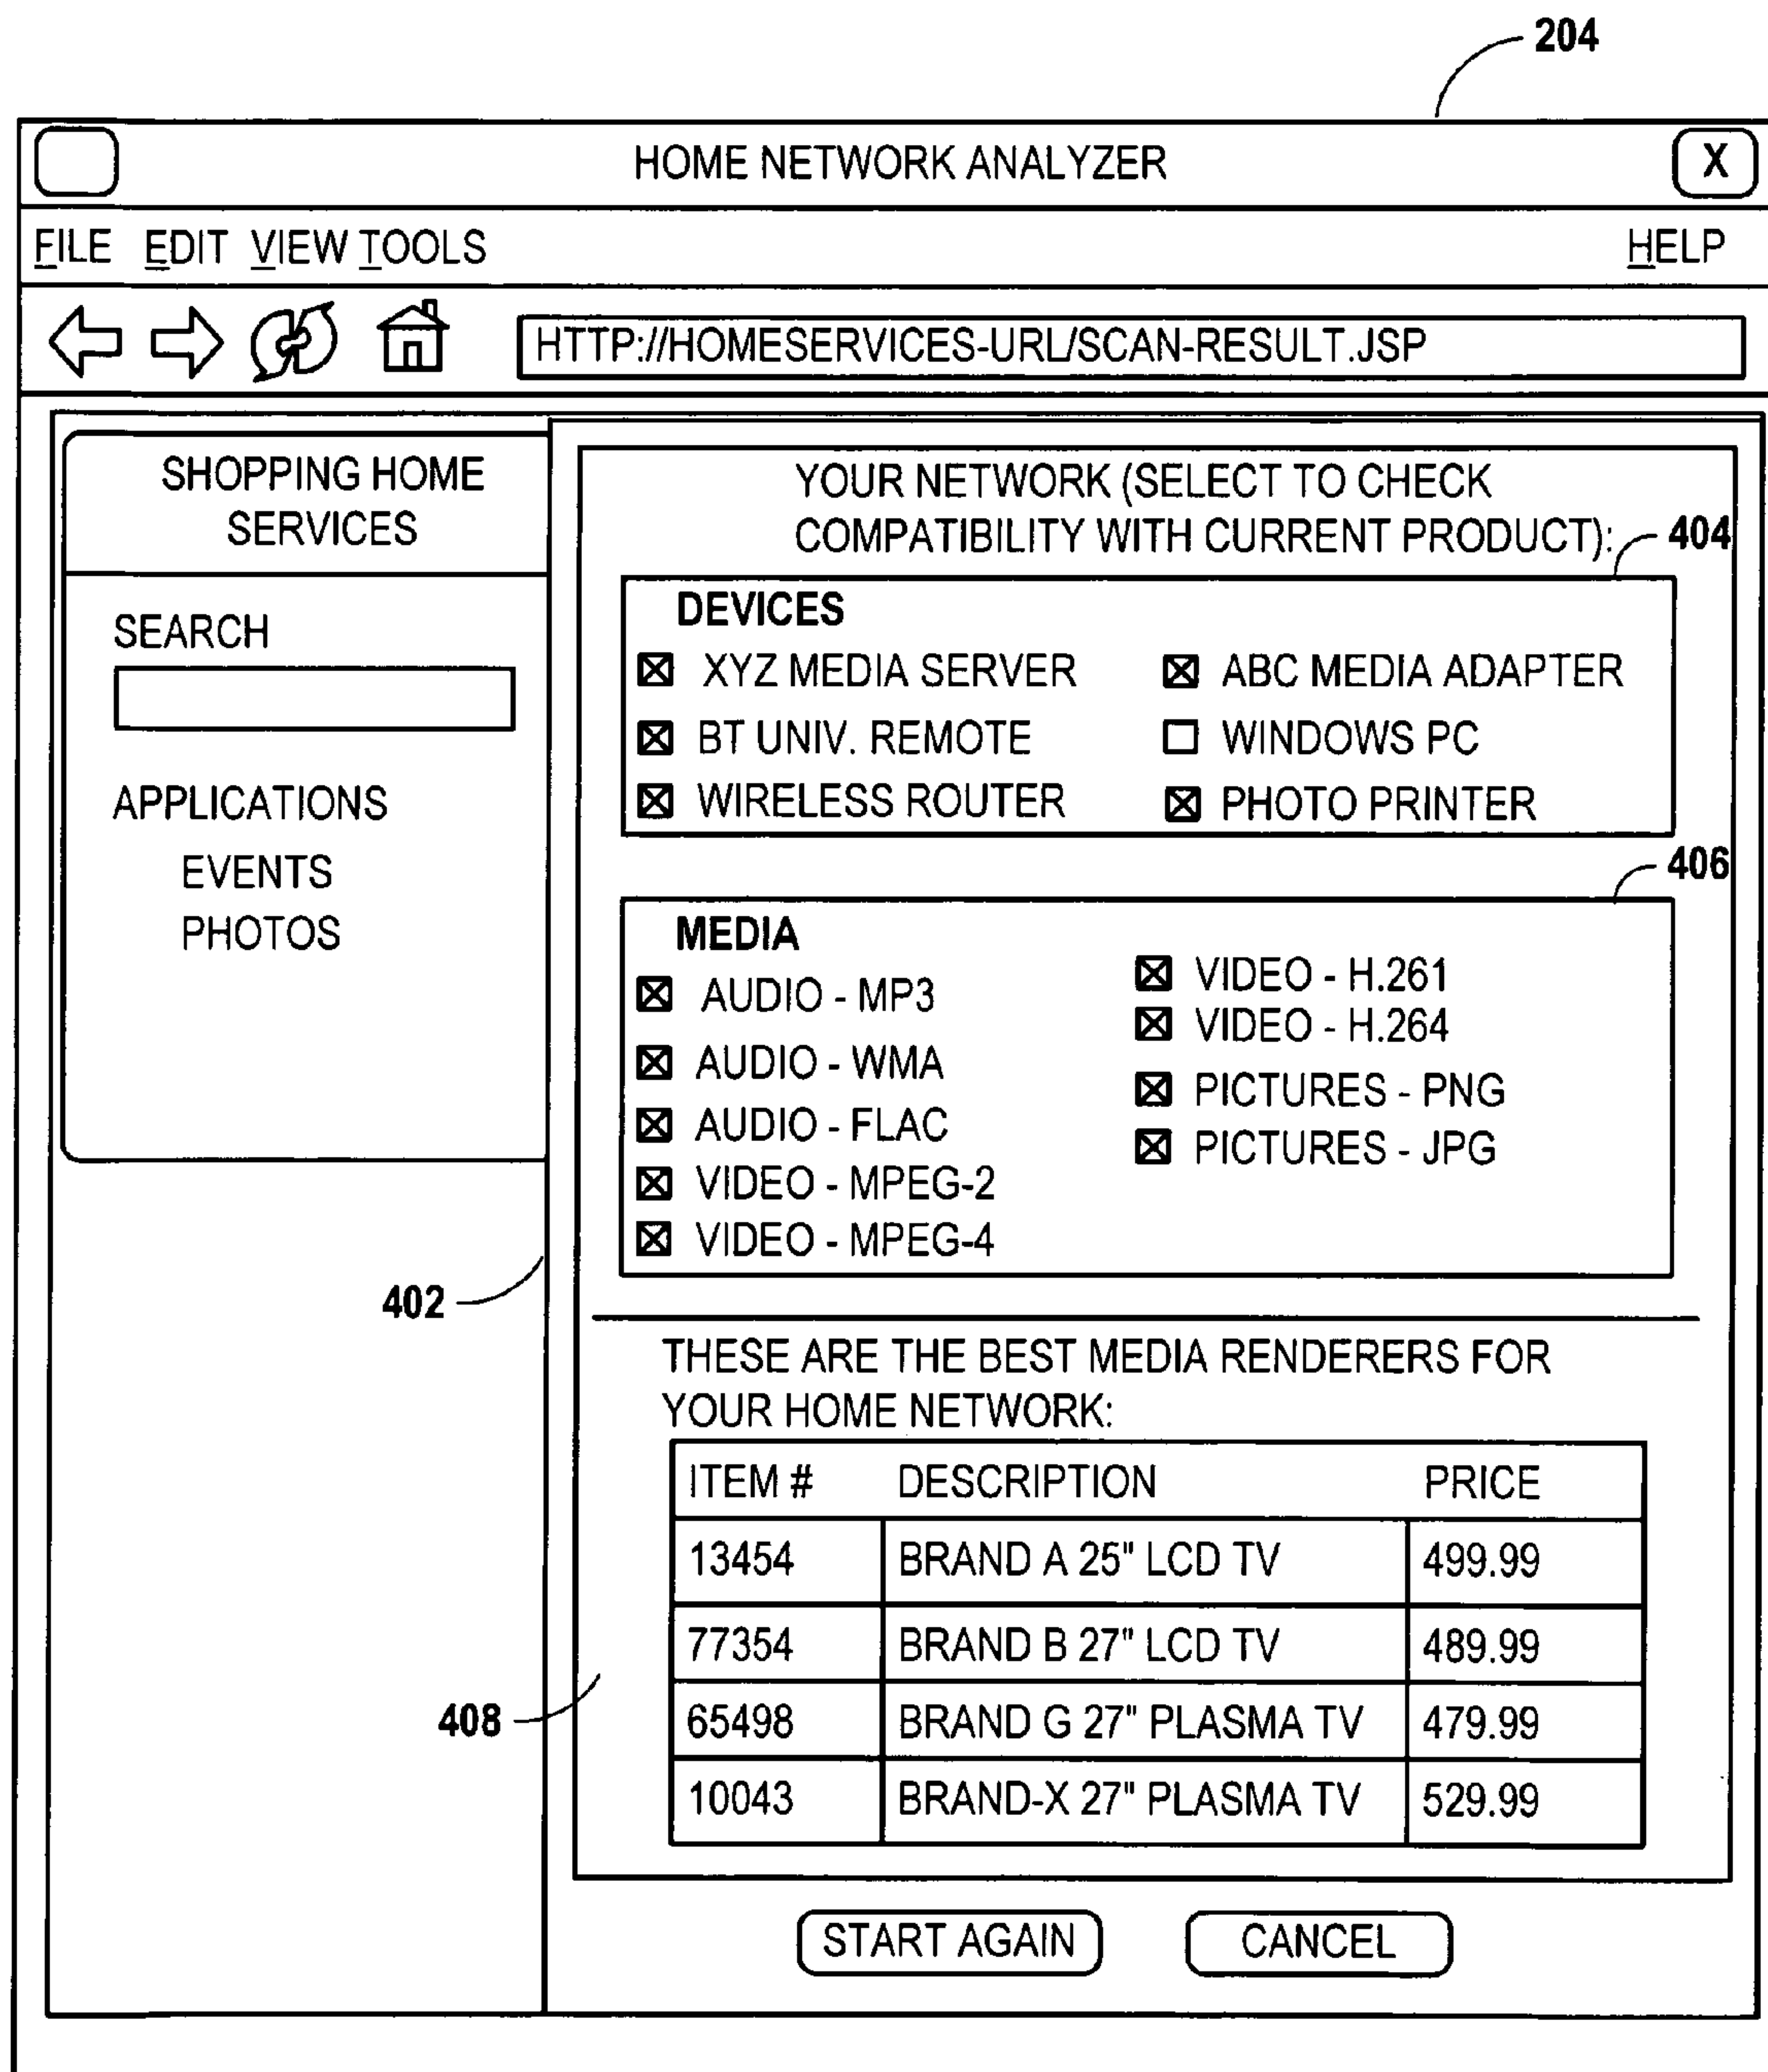 204
HOME NETWORK ANALYZER
X
FILE EDIT VIEW TOOLS HELP
HTTP://HOMESERVICES-URL/SCAN-RESULT.JSP
SHOPPING HOME
SERVICES
SEARCH
APPLICATIONS
EVENTS
PHOTOS
402
408
YOUR NETWORK (SELECT TO CHECK
COMPATIBILITY WITH CURRENT PRODUCT):
404
DEVICES
XYZ MEDIA SERVER
BT UNIV. REMOTE
WIRELESS ROUTER
ABC MEDIA ADAPTER
WINDOWS PC
PHOTO PRINTER
406
MEDIA
AUDIO - MP3
AUDIO - WMA
AUDIO - FLAC
VIDEO - MPEG-2
VIDEO - MPEG-4
VIDEO - H.261
VIDEO - H.264
PICTURES - PNG
PICTURES - JPG
THESE ARE THE BEST MEDIA RENDERERS FOR
YOUR HOME NETWORK:
ITEM # DESCRIPTION PRICE
13454 BRAND A 25" LCD TV 499.99
77354 BRAND B 27" LCD TV 489.99
65498 BRAND G 27" PLASMA TV 479.99
10043 BRAND-X 27" PLASMA TV 529.99
START AGAIN
CANCEL